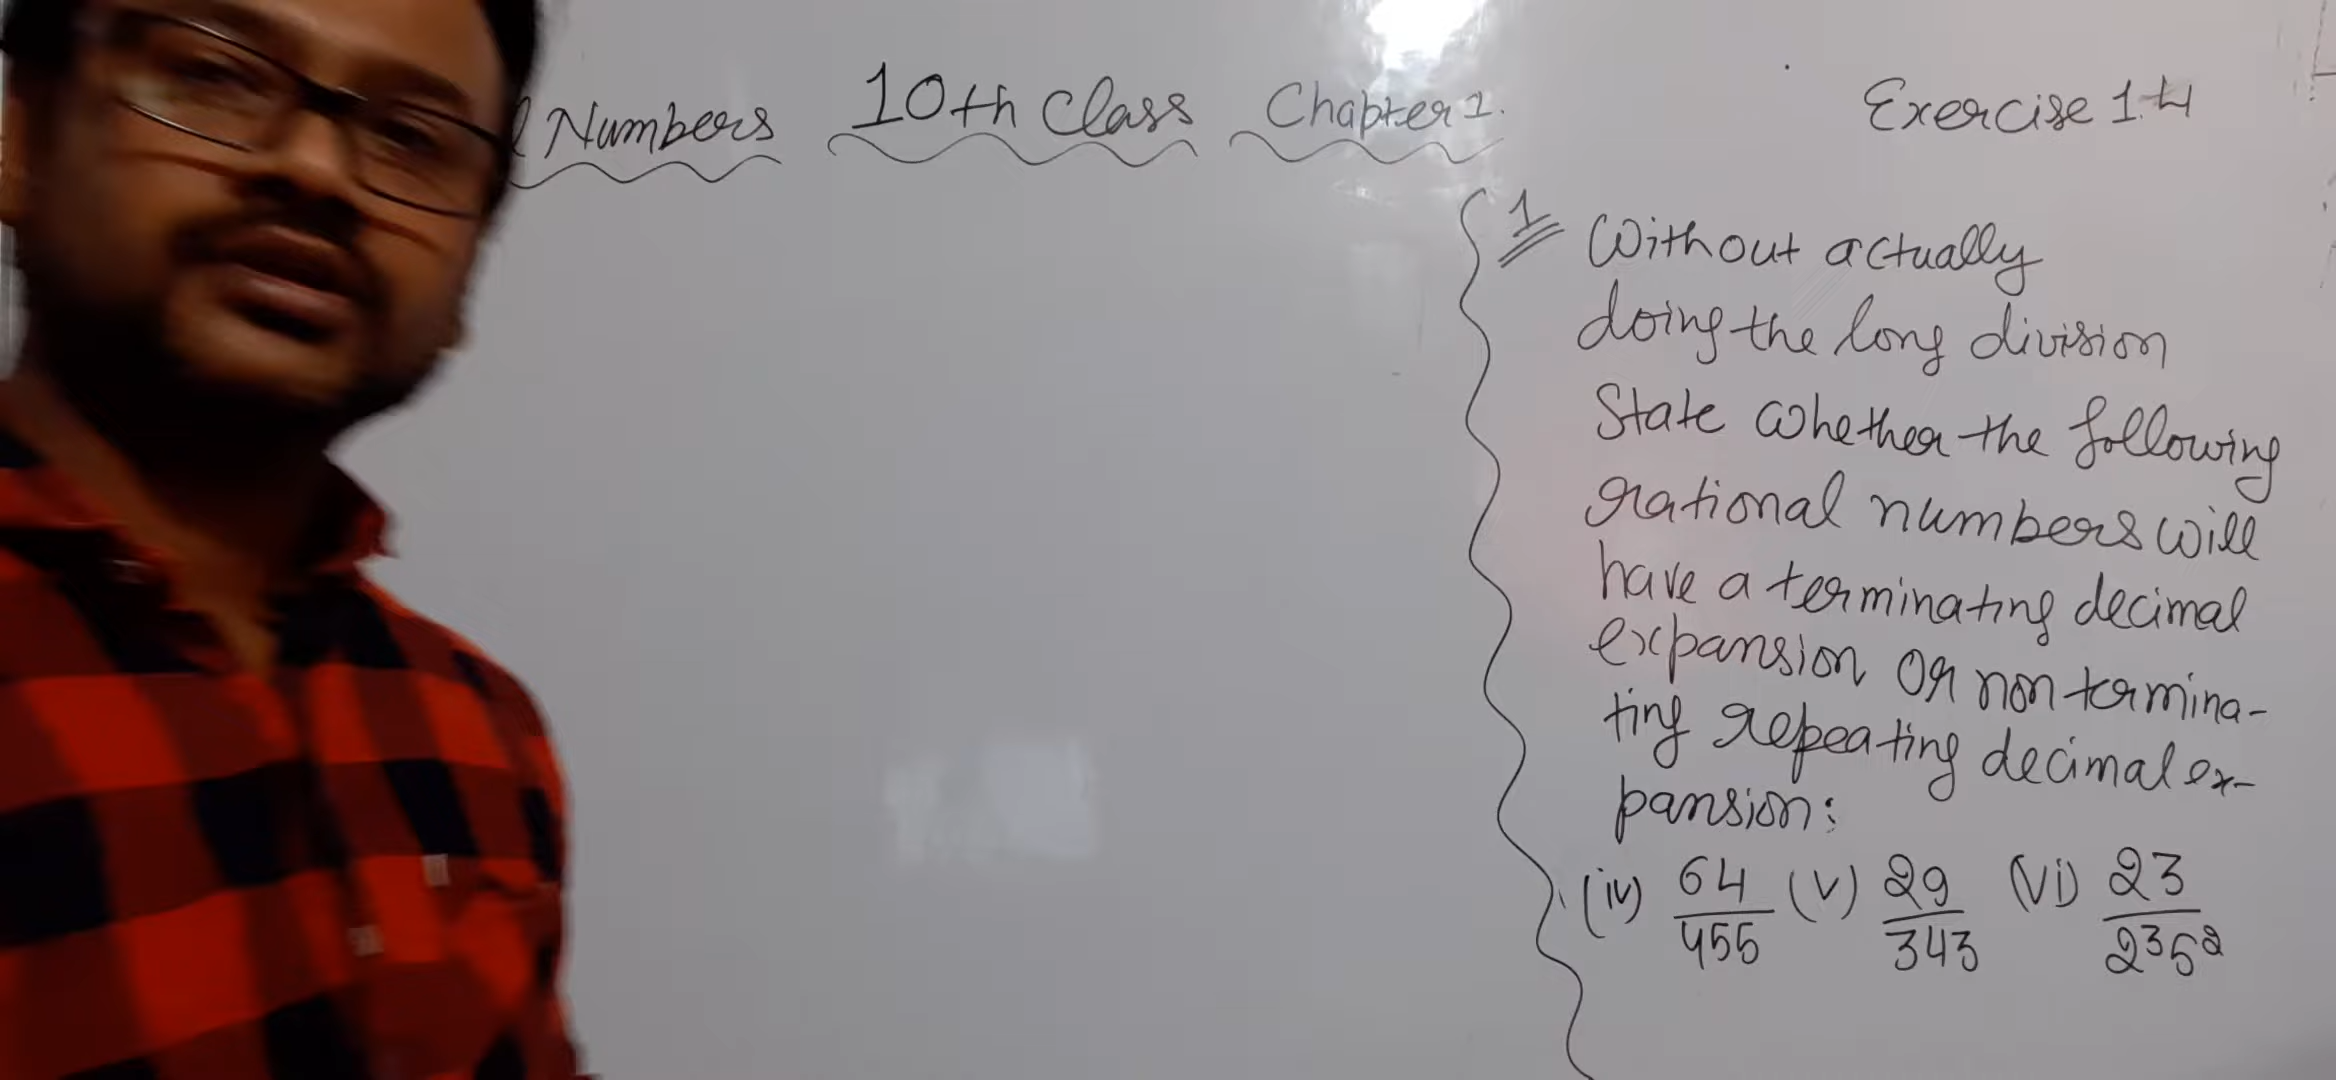 Numbers 10th Class Chapter 1. Exercise 1.4
1 Without actually
doing the long division
State whether the following
rational numbers will
have a terminating decimal
expansion or non termina-
ting repeating decimal ex-
pansion:
(iv) 64/455 (v) 29/343 (vi) 23/2³5²